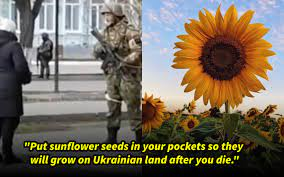 "Put sunflower seeds in your pockets so they
will grow on Ukrainian land after you die."